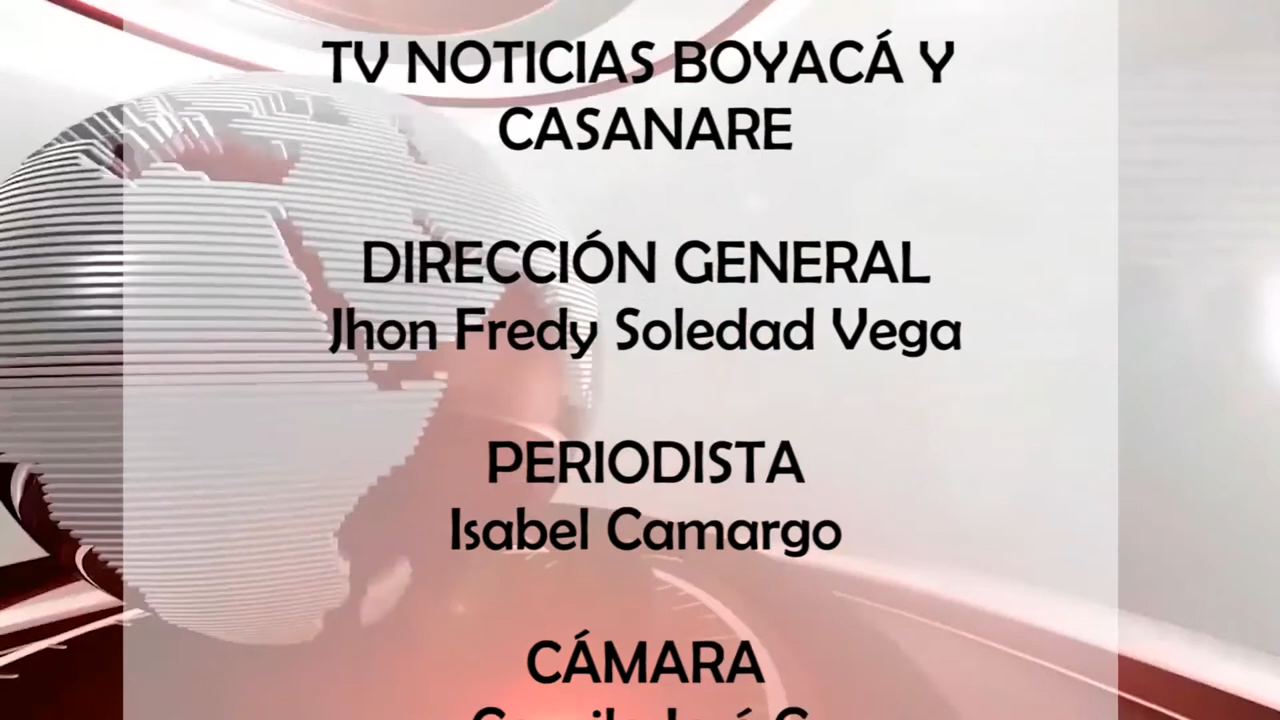 TV NOTICIAS BOYACÁ Y
CASANARE
DIRECCIÓN GENERAL
Jhon Fredy Soledad Vega
PERIODISTA
Isabel Camargo
CÁMARA